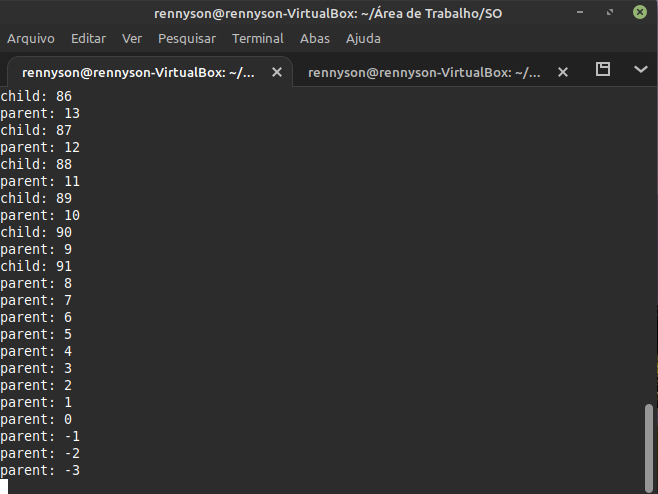 rennyson@rennyson-VirtualBox: ~/Área de Trabalho/SO
Arquivo Editar Ver Pesquisar Terminal Abas Ajuda
rennyson@rennyson-VirtualBox: ~/... rennyson@rennyson-VirtualBox: ~/...
child: 86
parent: 13
child: 87
parent: 12
child: 88
parent: 11
child: 89
parent: 10
child: 90
parent: 9
child: 91
parent: 8
parent: 7
parent: 6
parent: 5
parent: 4
parent: 3
parent: 2
parent: 1
parent: 0
parent: -1
parent: -2
parent: -3